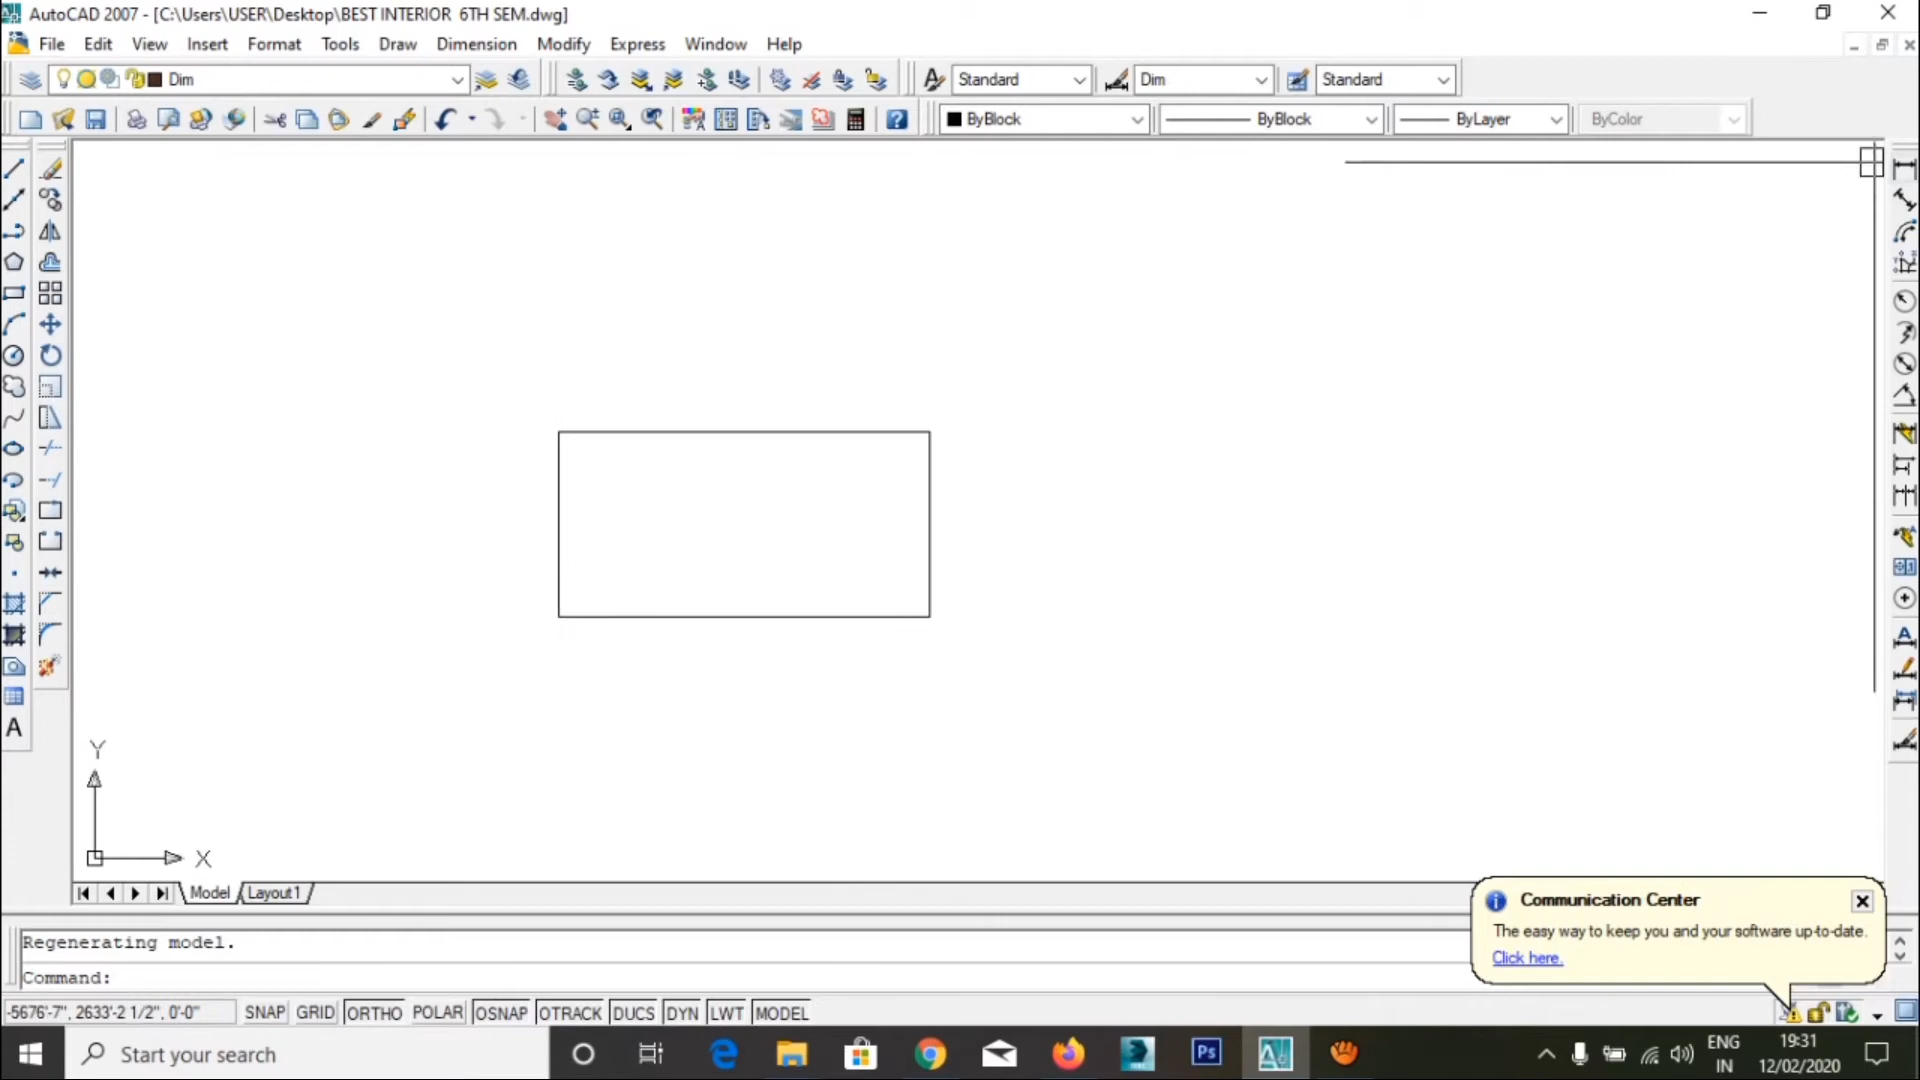 AutoCAD 2007 - [C:\Users\USER\Desktop\BEST INTERIOR  6TH SEM.dwg]
File Edit View Insert Format Tools Draw Dimension Modify Express Window Help
Dim Standard Dim Standard
ByBlock ByBlock ByLayer ByColor
A
Y
X
Model Layout1
Communication Center
The easy way to keep you and your software up-to-date.
Click here.
Regenerating model.
Command:
-5676'-7", 2633'-2 1/2", 0'-0" SNAP GRID ORTHO POLAR OSNAP OTRACK DUCS DYN LWT MODEL
Start your search
Ps
ENG
IN
19:31
12/02/2020